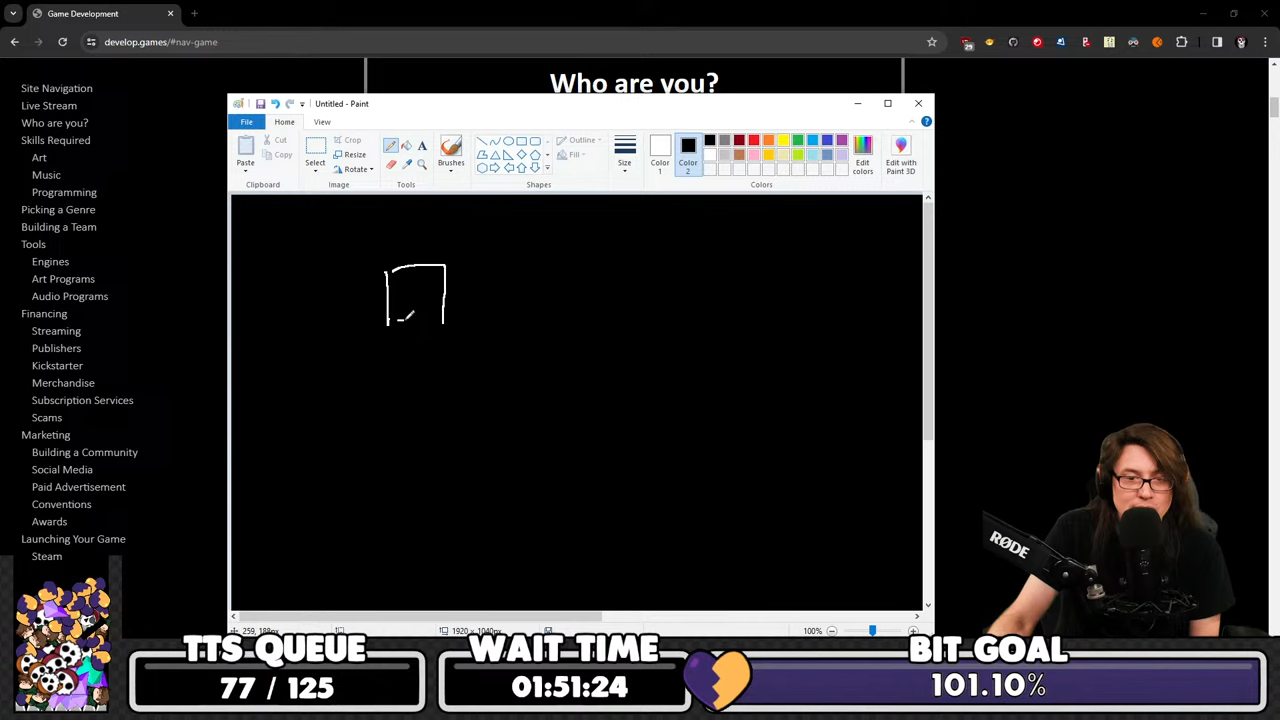 Game Development
develop.games/#nav-game
29
Site Navigation
Live Stream
Who are you?
Skills Required
Art
Music
Programming
Picking a Genre
Building a Team
Tools
Engines
Art Programs
Audio Programs
Financing
Streaming
Publishers
Kickstarter
Merchandise
Subscription Services
Scams
Marketing
Building a Community
Social Media
Paid Advertisement
Conventions
Awards
Launching Your Game
Steam
Who are you?
Untitled - Paint
File Home View
Paste
Cut
Copy
Clipboard
Select
Crop
Resize
Rotate
Image
A
Tools
Brushes
Outline
Fill
Shapes
Size
Color
1
Color
2
Edit
colors
Colors
Edit with
Paint 3D
259, 188px
1920 × 1040px
100%
RØDE
TTS QUEUE
77 / 125
WAIT TIME
01:51:24
BIT GOAL
101.10%